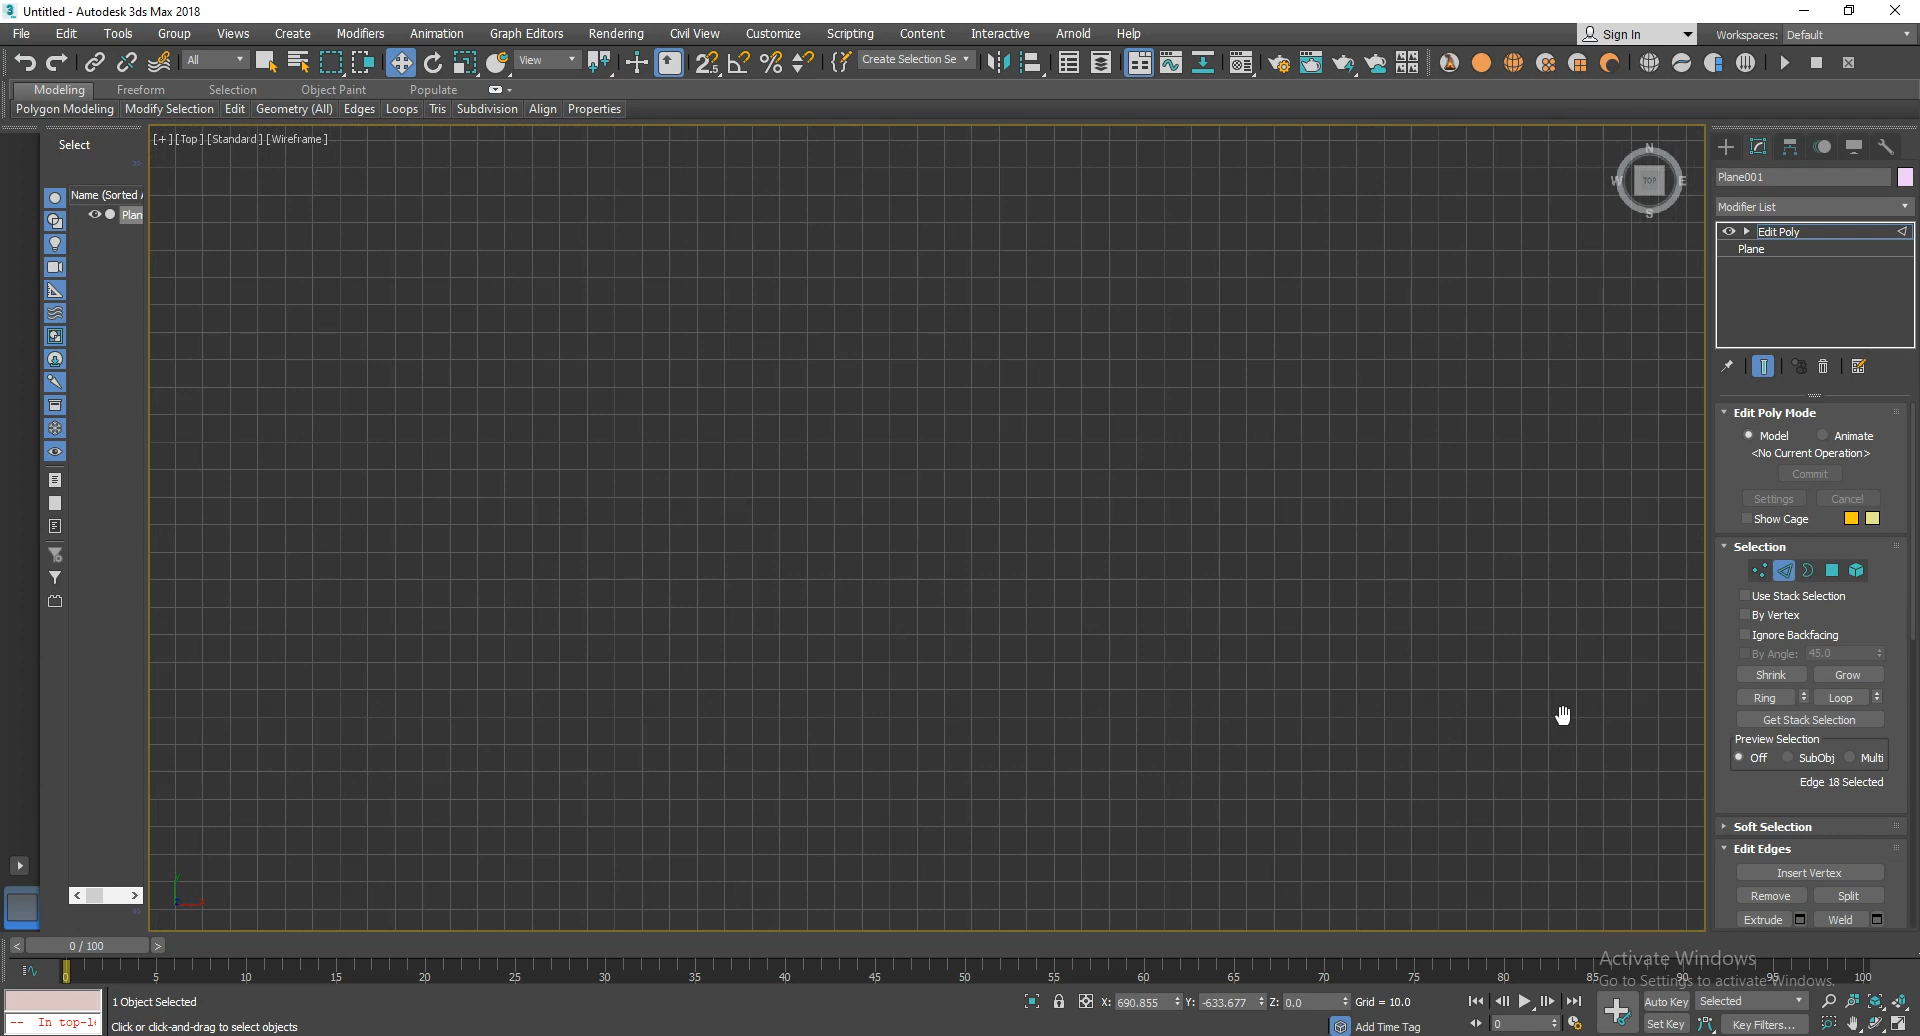 Untitled - Autodesk 3ds Max 2018
File Edit Tools Group Views Create Modifiers Animation Graph Editors Rendering Civil View Customize Scripting Content Interactive Arnold Help
Sign In Workspaces: Default
All View Create Selection Se
Modeling Freeform Selection Object Paint Populate
Polygon Modeling Modify Selection Edit Geometry (All) Edges Loops Tris Subdivision Align Properties
Select
[+] [Top] [Standard] [Wireframe]
N
W TOP E
S
Name (Sorted A
Plan
Plane001
Modifier List
Edit Poly
Plane
Edit Poly Mode
Model Animate
<No Current Operation>
Commit
Settings Cancel
Show Cage
Selection
Use Stack Selection
By Vertex
Ignore Backfacing
By Angle: 45.0
Shrink Grow
Ring Loop
Get Stack Selection
Preview Selection
Off SubObj Multi
Edge 18 Selected
Soft Selection
Edit Edges
Insert Vertex
Remove Split
Extrude Weld
< 0 / 100 >
0 5 10 15 20 25 30 35 40 45 50 55 60 65 70 75 80 85 90 95 100
Activate Windows
Go to Settings to activate Windows.
1 Object Selected
X: 690.855 Y: -633.677 Z: 0.0 Grid = 10.0
Auto Key Selected
-- In top-l
Click or click-and-drag to select objects
Add Time Tag
0
Set Key Key Filters...